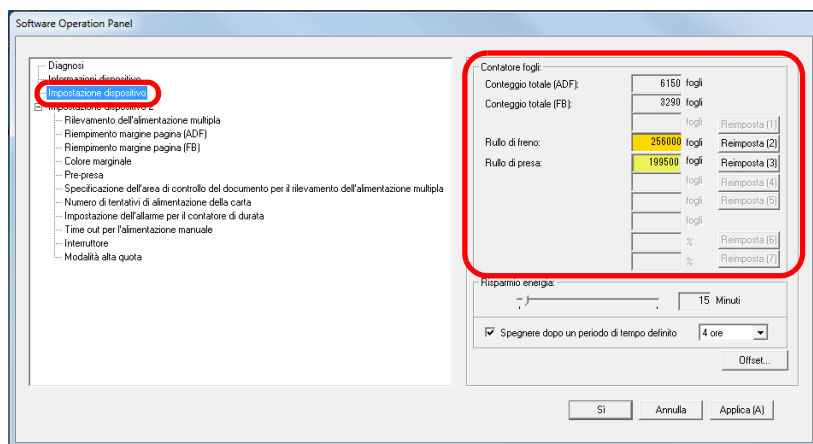 Software Operation Panel
Diagnosi
Informazioni dispositivo
Impostazione dispositivo
Impostazione dispositivo 2
Rilevamento dell'alimentazione multipla
Riempimento margine pagina (ADF)
Riempimento margine pagina (FB)
Colore marginale
Pre-presa
Specificazione dell'area di controllo del documento per il rilevamento dell'alimentazione multipla
Numero di tentativi di alimentazione della carta
Impostazione dell'allarme per il contatore di durata
Time out per l'alimentazione manuale
Interruttore
Modalità alta quota
Contatore fogli:
Conteggio totale (ADF): 6150 fogli
Conteggio totale (FB): 3290 fogli
fogli Reimposta (1)
Rullo di freno: 256000 fogli Reimposta (2)
Rullo di presa: 199500 fogli Reimposta (3)
fogli Reimposta (4)
fogli Reimposta (5)
fogli
% Reimposta (6)
% Reimposta (7)
Risparmio energia:
15 Minuti
Spegnere dopo un periodo di tempo definito 4 ore
Offset...
Sì Annulla Applica (A)